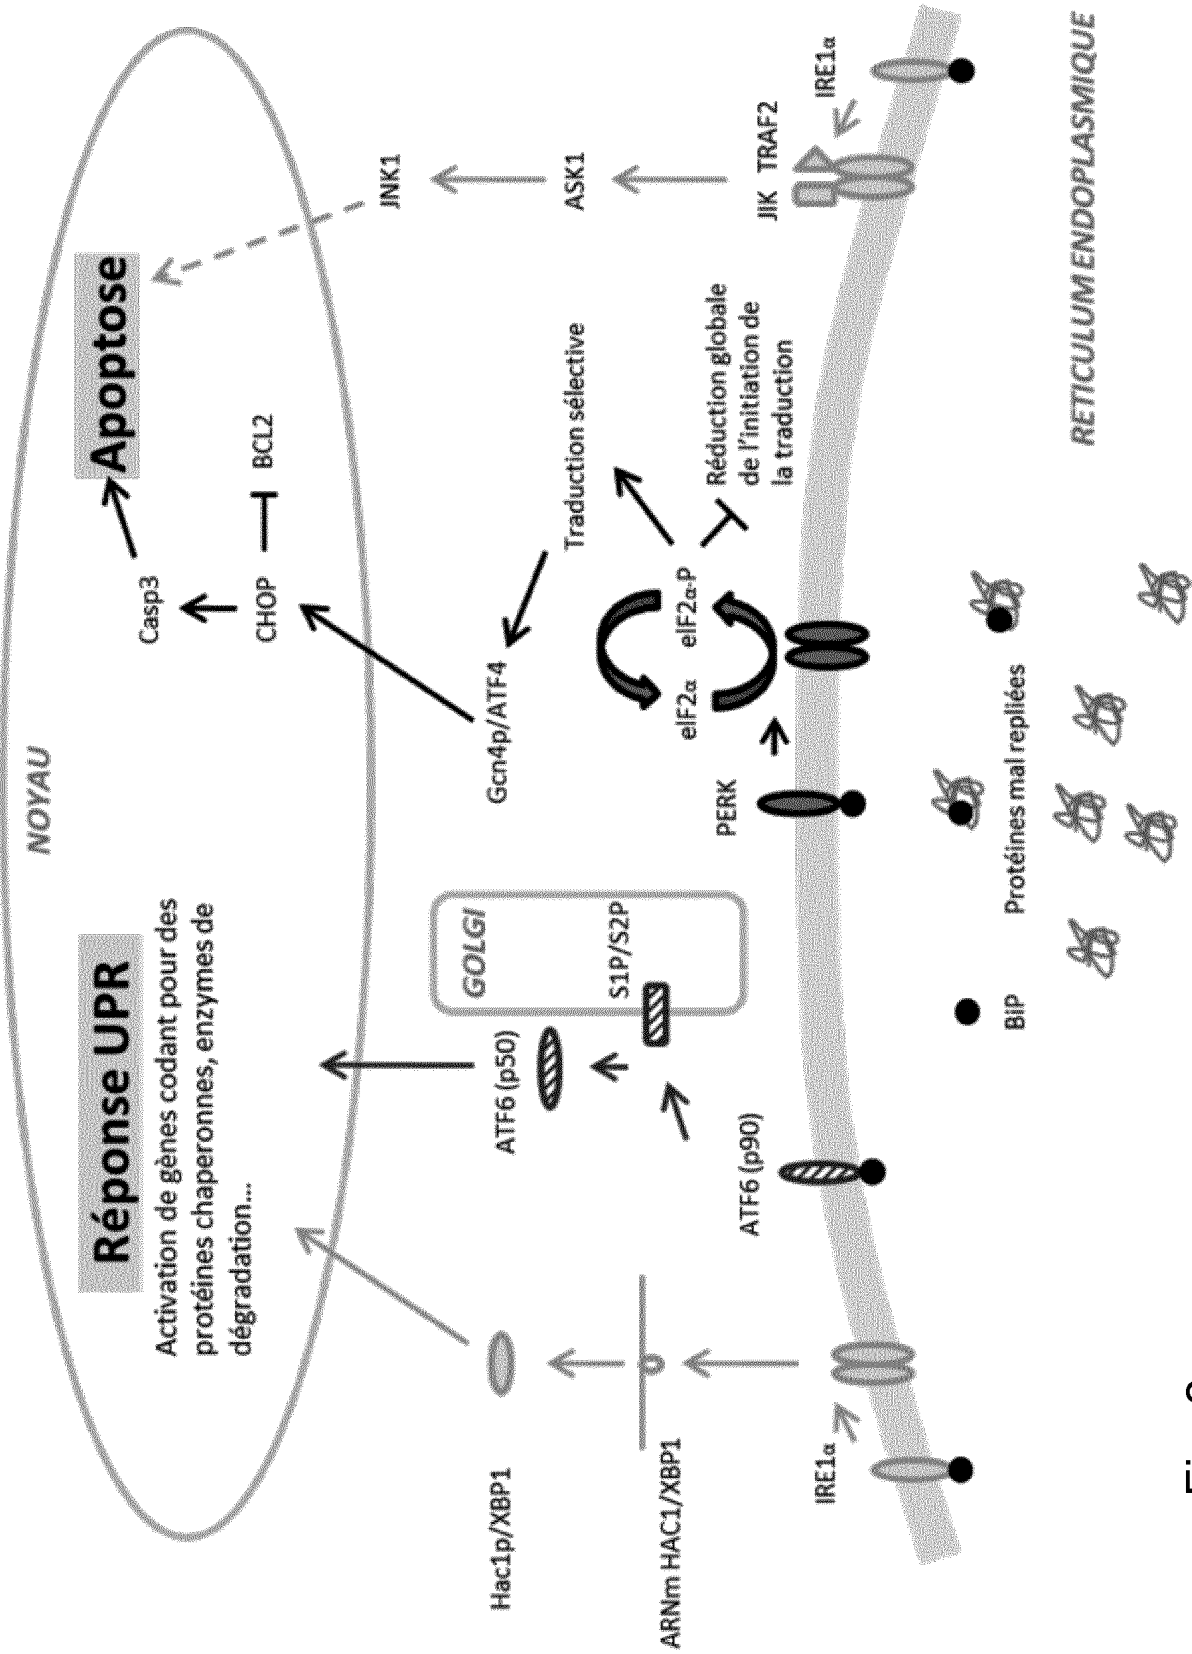 NOYAU
Réponse UPR
Activation de gènes codant pour des
protéines chaperonnes, enzymes de
dégradation...
Apoptose
Casp3
CHOP
BCL2
JNK1
Hac1p/XBP1
ATF6 (p50)
GOLGI
Gcn4p/ATF4
Traduction sélective
ASK1
ARNm HAC1/XBP1
S1P/S2P
eIF2α
eIF2α-P
Réduction globale
de l'initiation de
la traduction
ATF6 (p90)
PERK
JIK
TRAF2
IRE1α
IRE1α
BiP
Protéines mal repliées
RETICULUM ENDOPLASMIQUE